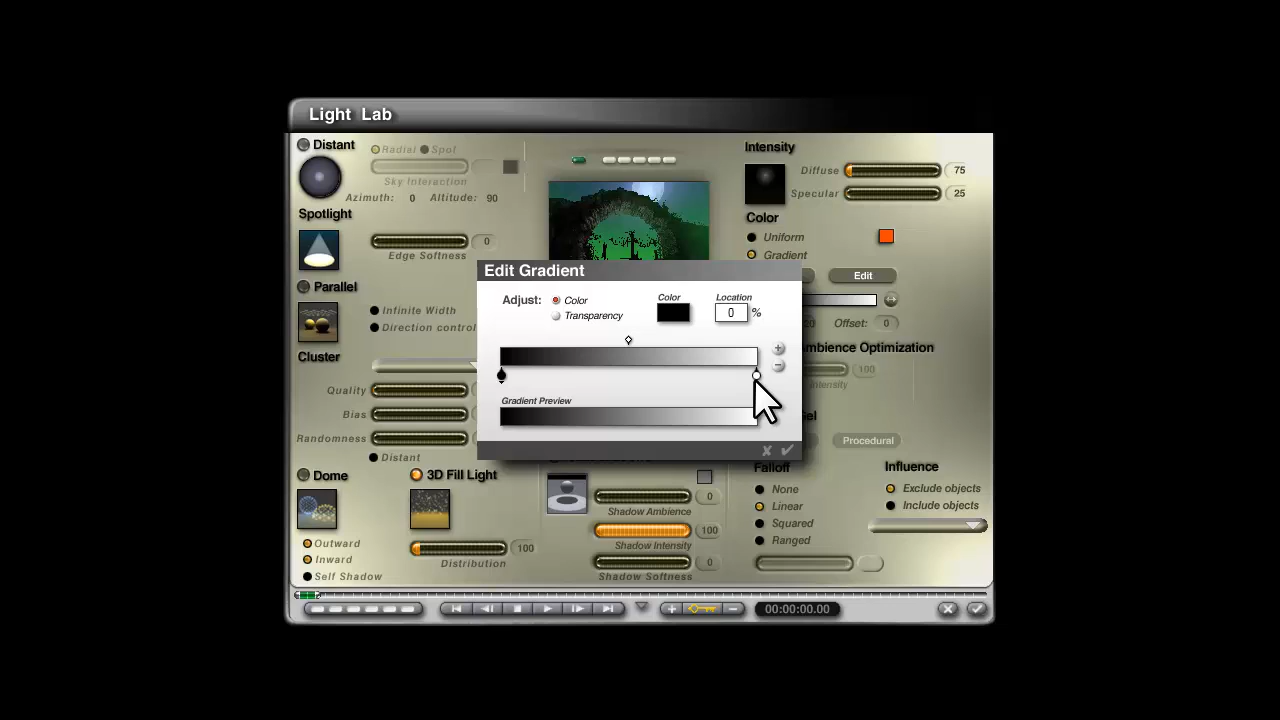 Light Lab
Distant
Radial Spot
Sky Interaction
Azimuth: 0 Altitude: 90
Spotlight
0
Edge Softness
Parallel
Infinite Width
Direction control
Cluster
Quality
Bias
Randomness
Distant
Dome
3D Fill Light
Outward
Inward
Self Shadow
100
Distribution
Edit Gradient
Adjust:
Color
Transparency
Color
Location
0 %
+
−
Gradient Preview
0
Shadow Ambience
100
Shadow Intensity
0
Shadow Softness
Intensity
Diffuse 75
Specular 25
Color
Uniform
Gradient
Edit
20 Offset: 0
mbience Optimization
100
ntensity
Gel
Procedural
Falloff
None
Linear
Squared
Ranged
Influence
Exclude objects
Include objects
00:00:00.00